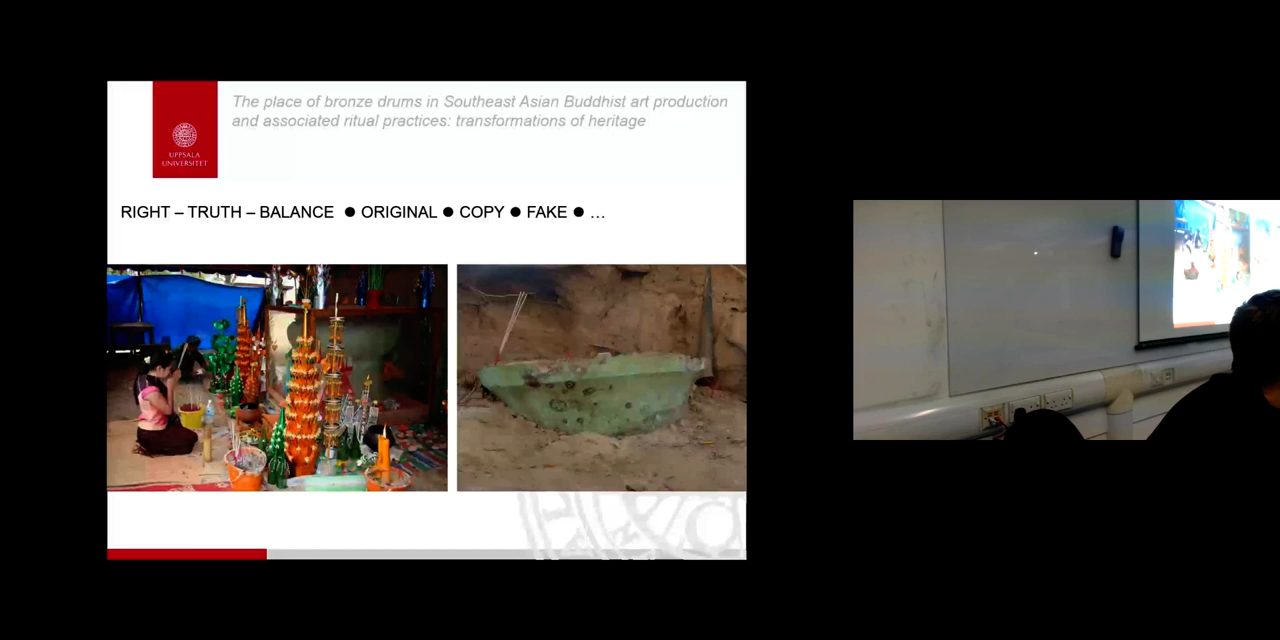 The place of bronze drums in Southeast Asian Buddhist art production
and associated ritual practices: transformations of heritage
UPPSALA
UNIVERSITET
RIGHT – TRUTH – BALANCE ● ORIGINAL ● COPY ● FAKE ● …